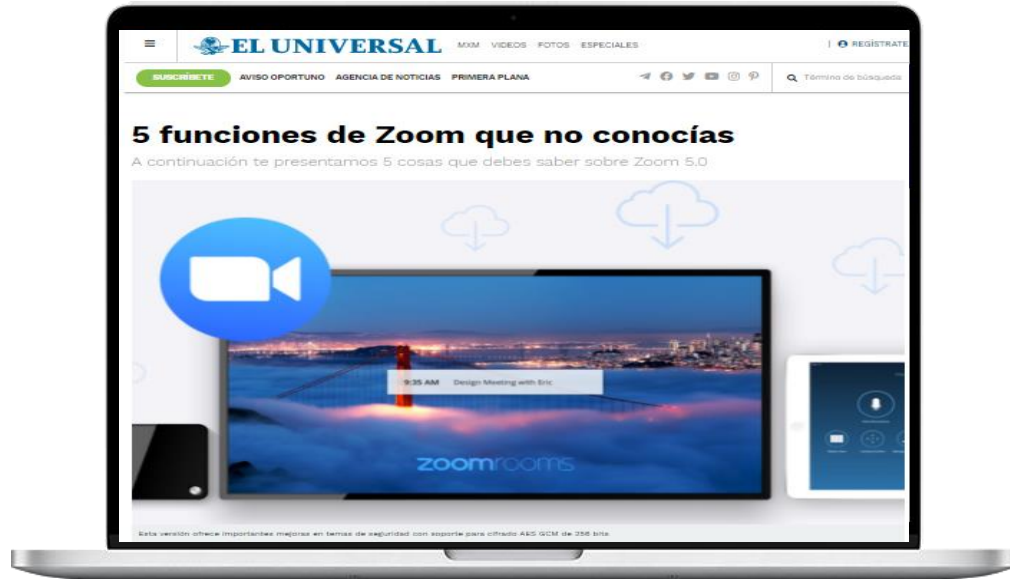 EL UNIVERSAL MXM VIDEOS FOTOS ESPECIALES | REGÍSTRATE
SUSCRÍBETE AVISO OPORTUNO AGENCIA DE NOTICIAS PRIMERA PLANA Término de búsqueda
5 funciones de Zoom que no conocías
A continuación te presentamos 5 cosas que debes saber sobre Zoom 5.0
9:35 AM Design Meeting with Eric
zoomrooms
Esta versión ofrece importantes mejoras en temas de seguridad con soporte para cifrado AES GCM de 256 bits